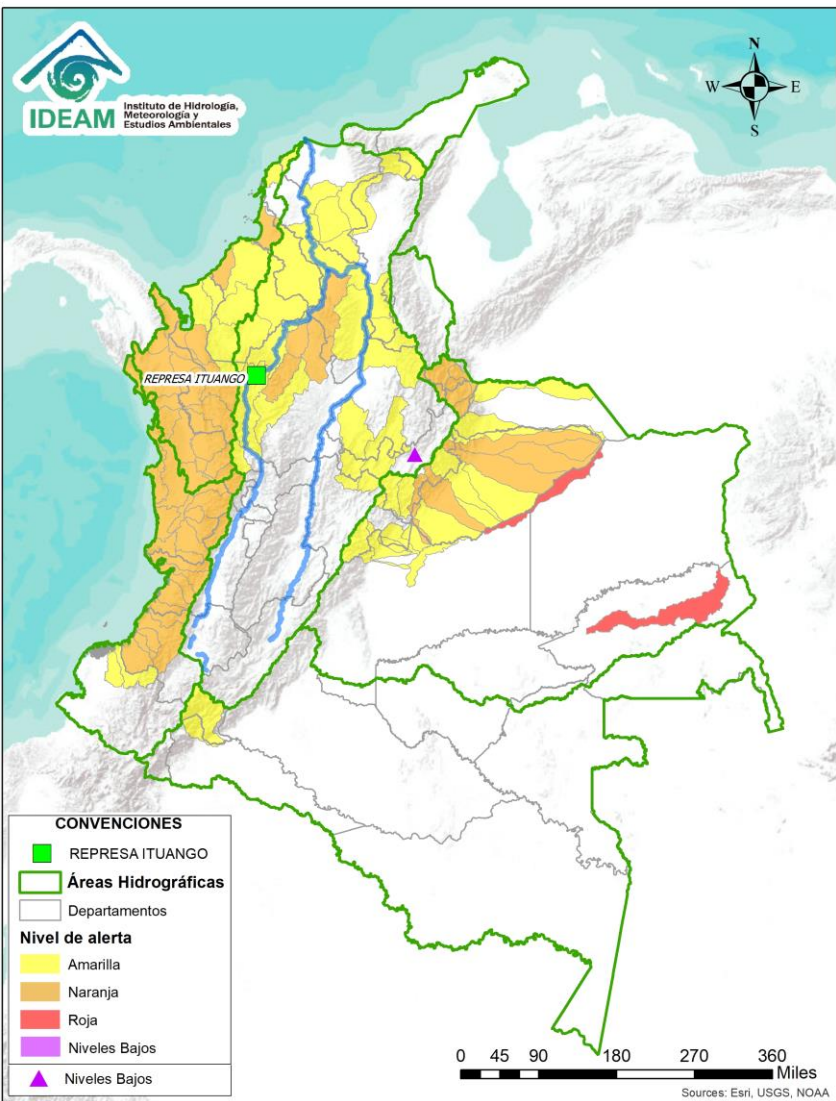 IDEAM
Instituto de Hidrología,
Meteorología y
Estudios Ambientales
N
W
E
S
REPRESA ITUANGO
CONVENCIONES
REPRESA ITUANGO
Áreas Hidrográficas
Departamentos
Nivel de alerta
Amarilla
Naranja
Roja
Niveles Bajos
Niveles Bajos
0 45 90 180 270 360
Miles
Sources: Esri, USGS, NOAA